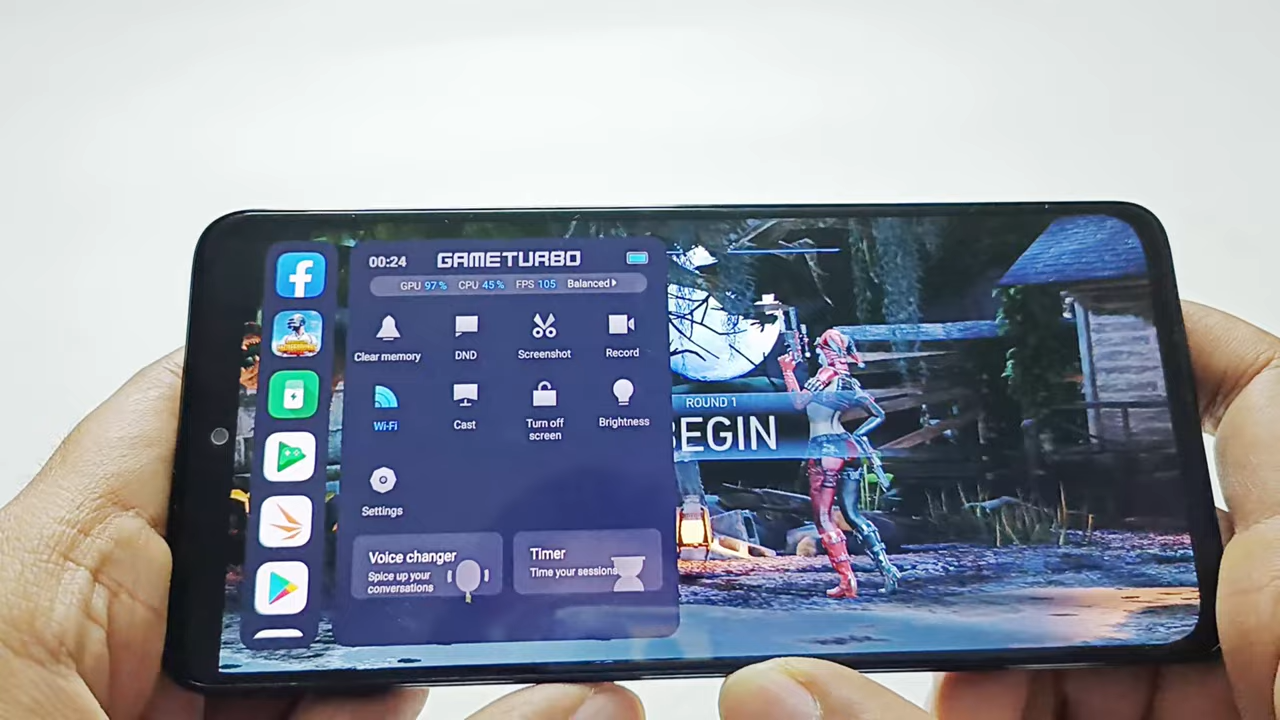 00:24 GAMETURBO
GPU 97% CPU 45% FPS 105 Balanced
Clear memory DND Screenshot Record
Wi-Fi Cast Turn off screen Brightness
Settings
Voice changer
Spice up your
conversations
Timer
Time your sessions
ROUND 1
BEGIN